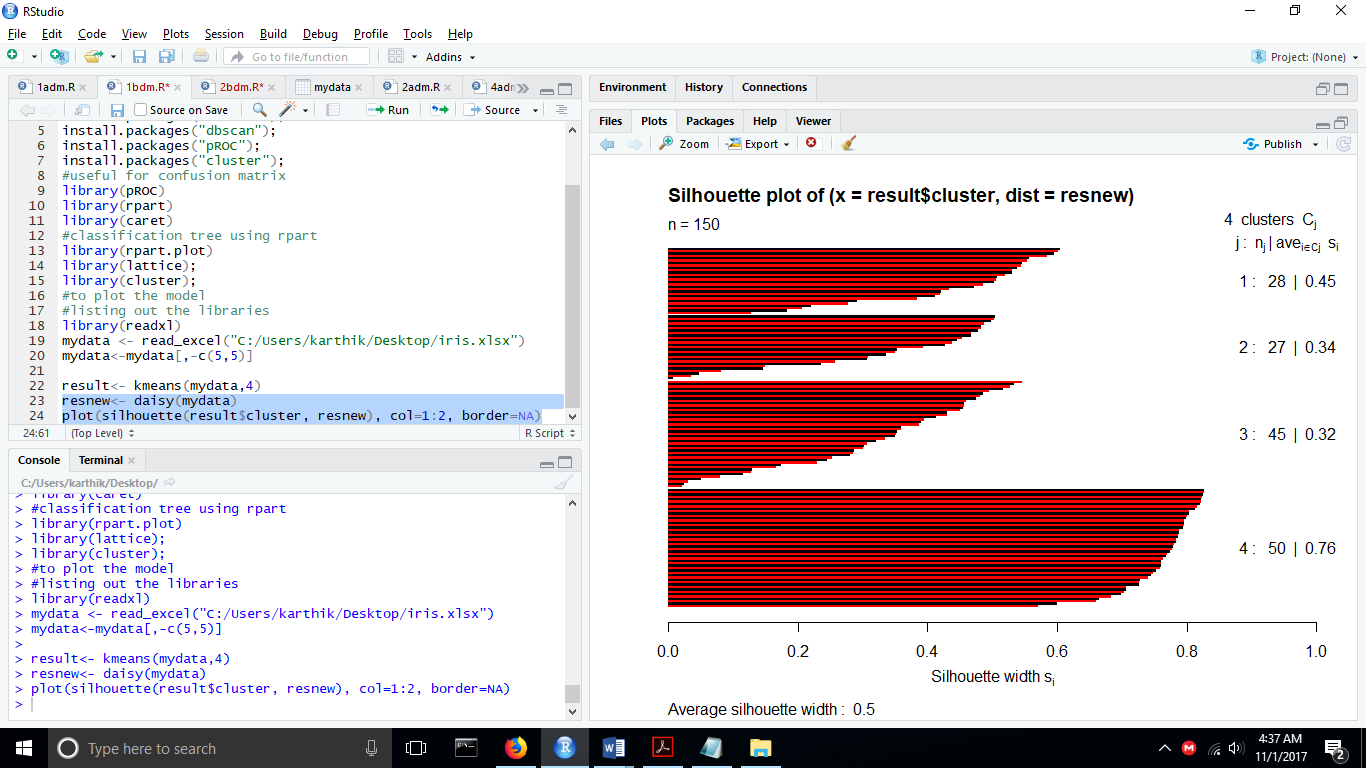 RStudio
File Edit Code View Plots Session Build Debug Profile Tools Help
Go to file/function Addins Project: (None)
1adm.R 1bdm.R* 2bdm.R* mydata 2adm.R 4adn
Source on Save Run Source
5 install.packages("dbscan");
6 install.packages("pROC");
7 install.packages("cluster");
8 #useful for confusion matrix
9 library(pROC)
10 library(rpart)
11 library(caret)
12 #classification tree using rpart
13 library(rpart.plot)
14 library(lattice);
15 library(cluster);
16 #to plot the model
17 #listing out the libraries
18 library(readxl)
19 mydata <- read_excel("C:/Users/karthik/Desktop/iris.xlsx")
20 mydata<-mydata[,-c(5,5)]
21
22 result<- kmeans(mydata,4)
23 resnew<- daisy(mydata)
24 plot(silhouette(result$cluster, resnew), col=1:2, border=NA)
24:61 (Top Level) R Script
Console Terminal
C:/Users/karthik/Desktop/
> library(caret)
> #classification tree using rpart
> library(rpart.plot)
> library(lattice);
> library(cluster);
> #to plot the model
> #listing out the libraries
> library(readxl)
> mydata <- read_excel("C:/Users/karthik/Desktop/iris.xlsx")
> mydata<-mydata[,-c(5,5)]
>
> result<- kmeans(mydata,4)
> resnew<- daisy(mydata)
> plot(silhouette(result$cluster, resnew), col=1:2, border=NA)
>
Environment History Connections
Files Plots Packages Help Viewer
Zoom Export Publish
Silhouette plot of (x = result$cluster, dist = resnew)
n = 150
4 clusters Cj
j : nj | avei∈Cj si
1 : 28 | 0.45
2 : 27 | 0.34
3 : 45 | 0.32
4 : 50 | 0.76
0.0 0.2 0.4 0.6 0.8 1.0
Silhouette width si
Average silhouette width : 0.5
Type here to search
4:37 AM
11/1/2017
2